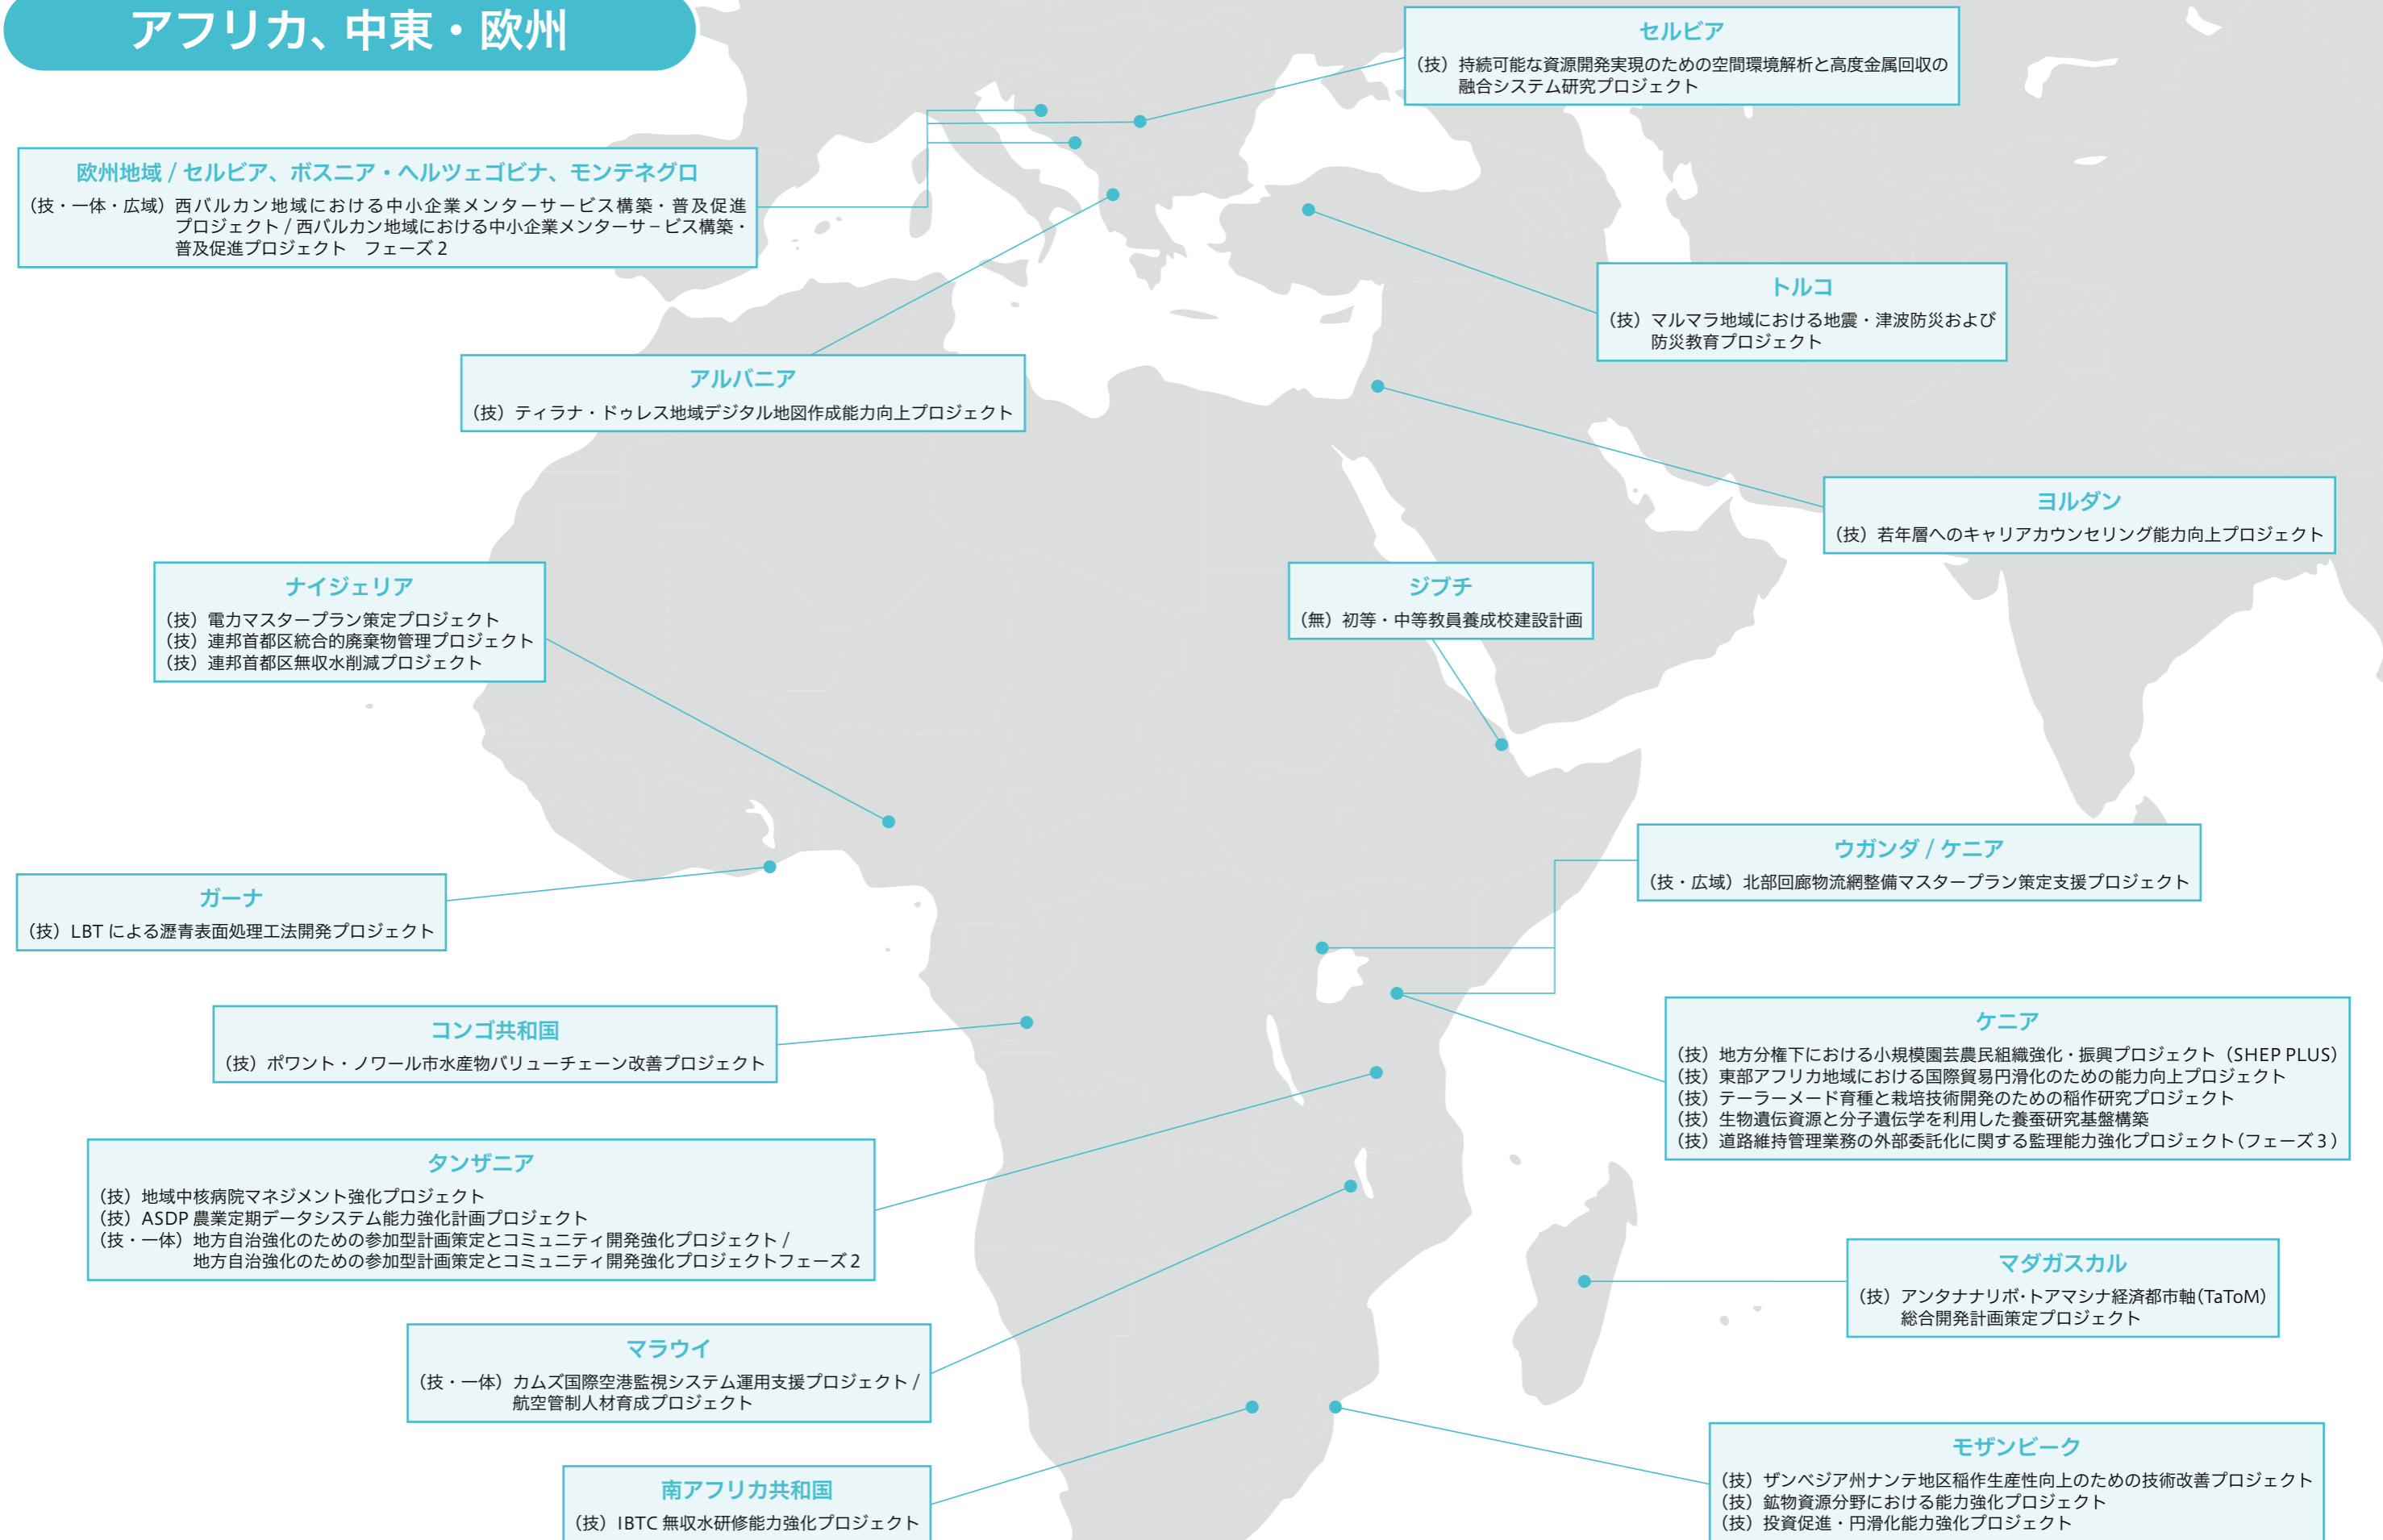 アフリカ、中東・欧州
セルビア
（技）持続可能な資源開発実現のための空間環境解析と高度金属回収の
融合システム研究プロジェクト
欧州地域 / セルビア、ボスニア・ヘルツェゴビナ、モンテネグロ
（技・一体・広域）西バルカン地域における中小企業メンターサービス構築・普及促進
プロジェクト / 西バルカン地域における中小企業メンターサービス構築・
普及促進プロジェクト　フェーズ 2
トルコ
（技）マルマラ地域における地震・津波防災および
防災教育プロジェクト
アルバニア
（技）ティラナ・ドゥレス地域デジタル地図作成能力向上プロジェクト
ヨルダン
（技）若年層へのキャリアカウンセリング能力向上プロジェクト
ナイジェリア
（技）電力マスタープラン策定プロジェクト
（技）連邦首都区統合的廃棄物管理プロジェクト
（技）連邦首都区無収水削減プロジェクト
ジブチ
（無）初等・中等教員養成校建設計画
ウガンダ / ケニア
（技・広域）北部回廊物流網整備マスタープラン策定支援プロジェクト
ガーナ
（技）LBT による瀝青表面処理工法開発プロジェクト
コンゴ共和国
（技）ポワント・ノワール市水産物バリューチェーン改善プロジェクト
ケニア
（技）地方分権下における小規模園芸農民組織強化・振興プロジェクト（SHEP PLUS）
（技）東部アフリカ地域における国際貿易円滑化のための能力向上プロジェクト
（技）テーラーメード育種と栽培技術開発のための稲作研究プロジェクト
（技）生物遺伝資源と分子遺伝学を利用した養蚕研究基盤構築
（技）道路維持管理業務の外部委託化に関する監理能力強化プロジェクト（フェーズ 3 ）
タンザニア
（技）地域中核病院マネジメント強化プロジェクト
（技）ASDP 農業定期データシステム能力強化計画プロジェクト
（技・一体）地方自治強化のための参加型計画策定とコミュニティ開発強化プロジェクト /
地方自治強化のための参加型計画策定とコミュニティ開発強化プロジェクトフェーズ 2
マダガスカル
（技）アンタナナリボ・トアマシナ経済都市軸（TaToM）
総合開発計画策定プロジェクト
マラウイ
（技・一体）カムズ国際空港監視システム運用支援プロジェクト /
航空管制人材育成プロジェクト
モザンビーク
（技）ザンベジア州ナンテ地区稲作生産性向上のための技術改善プロジェクト
（技）鉱物資源分野における能力強化プロジェクト
（技）投資促進・円滑化能力強化プロジェクト
南アフリカ共和国
（技）IBTC 無収水研修能力強化プロジェクト